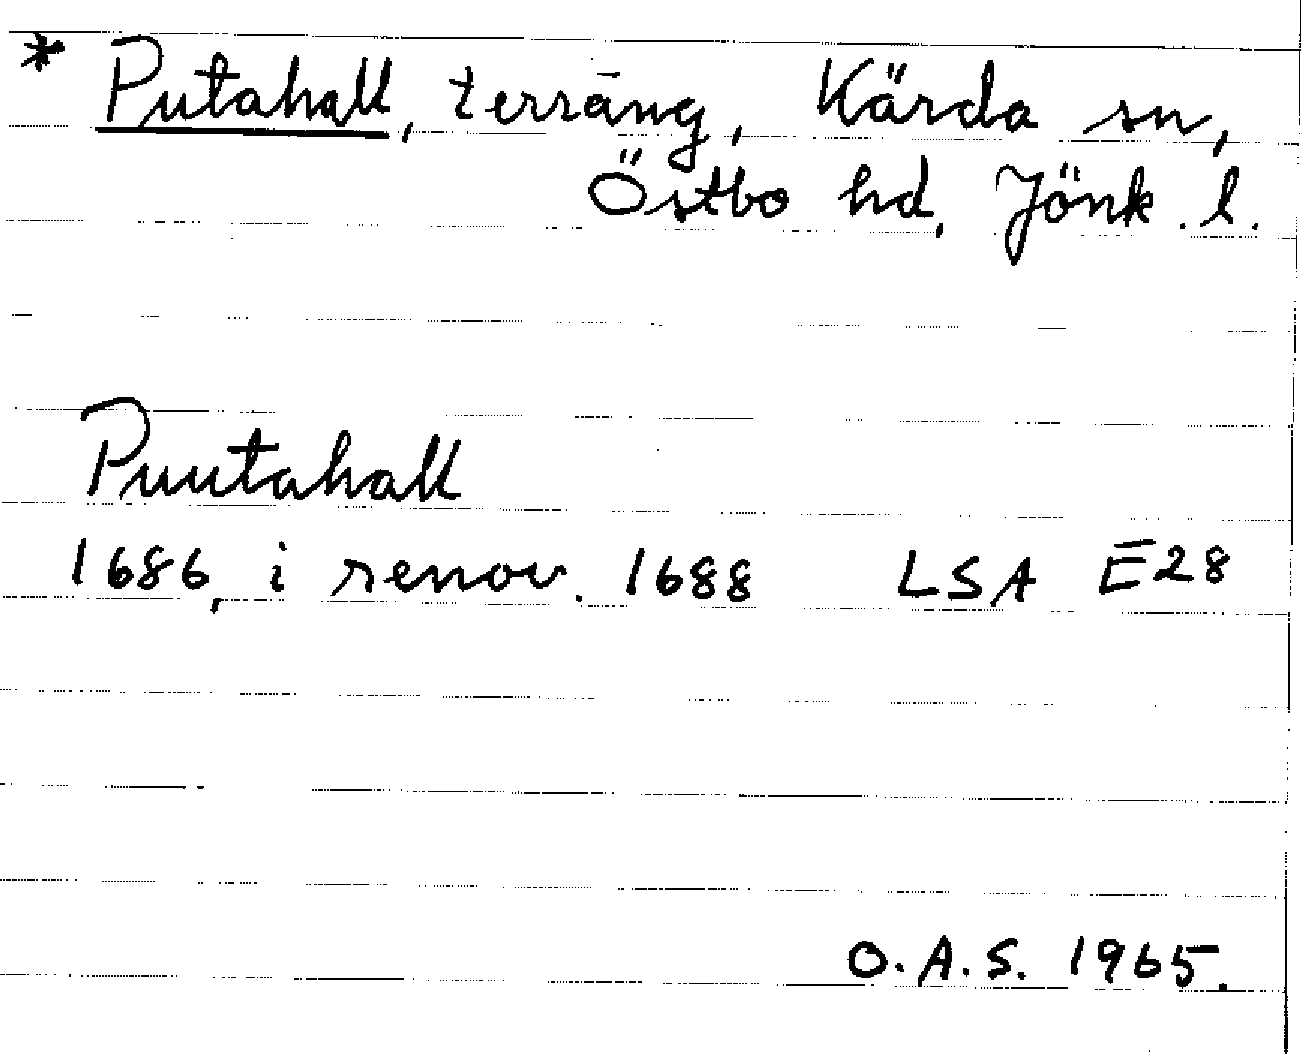 * Putahall, terräng, Kärda sn,
Östbo hd, Jönk. l.
Puutahall
1686, i renov. 1688 LSA E28
O.A.S. 1965.